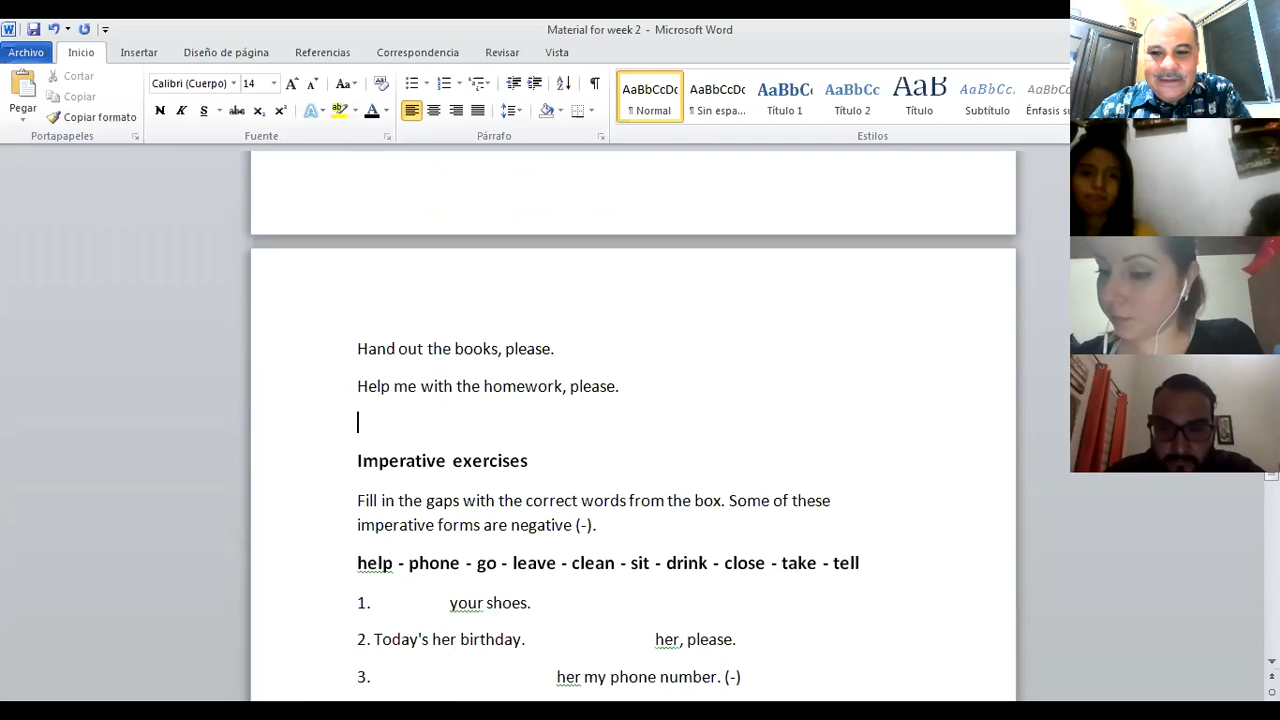 Material for week 2 - Microsoft Word
Archivo Inicio Insertar Diseño de página Referencias Correspondencia Revisar Vista
Pegar
Cortar
Copiar
Copiar formato
Portapapeles
Calibri (Cuerpo) 14
Fuente
Párrafo
AaBbCcDc AaBbCcDc AaBbC AaBbCc AaB AaBbCc. AaBbCc
¶ Normal ¶ Sin espa... Título 1 Título 2 Título Subtítulo Énfasis su
Estilos
Hand out the books, please.
Help me with the homework, please.
Imperative exercises
Fill in the gaps with the correct words from the box. Some of these
imperative forms are negative (-).
help - phone - go - leave - clean - sit - drink - close - take - tell
1. your shoes.
2. Today's her birthday. her, please.
3. her my phone number. (-)